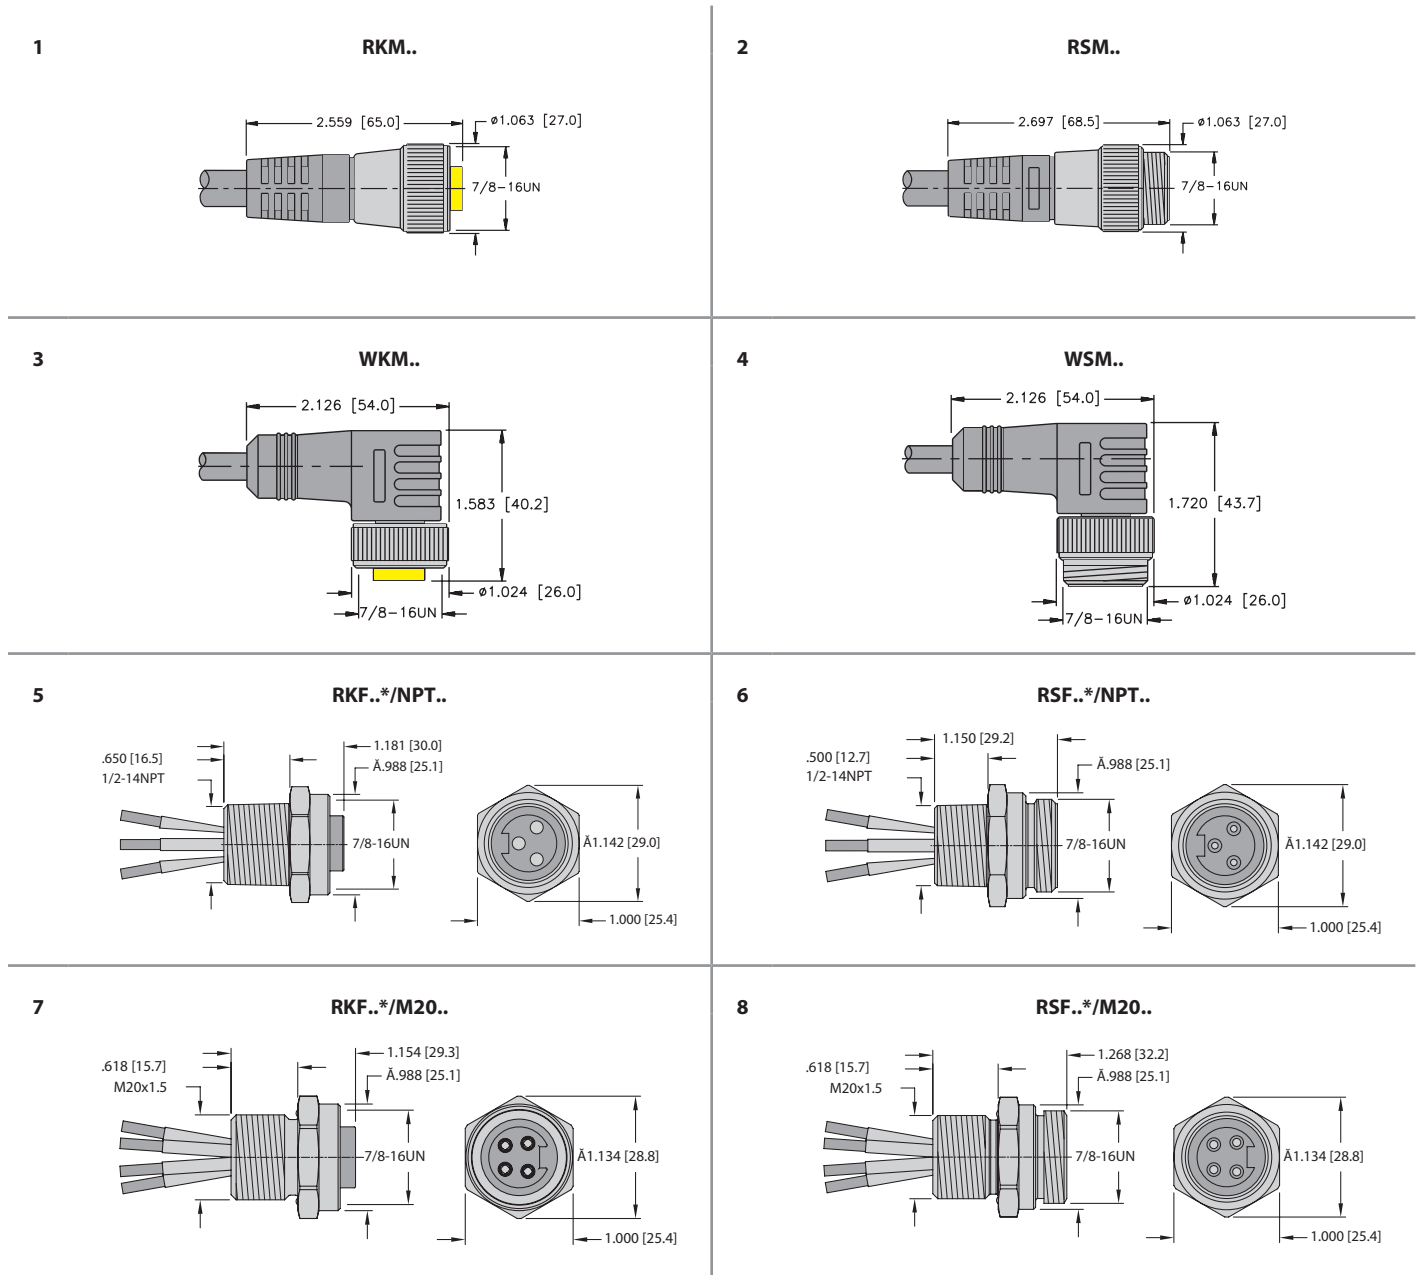 1
RKM..
2.559 [65.0]
ø1.063 [27.0]
7/8-16UN
2
RSM..
2.697 [68.5]
ø1.063 [27.0]
7/8-16UN
3
WKM..
2.126 [54.0]
1.583 [40.2]
ø1.024 [26.0]
7/8-16UN
4
WSM..
2.126 [54.0]
1.720 [43.7]
ø1.024 [26.0]
7/8-16UN
5
RKF..*/NPT..
.650 [16.5]
1/2-14NPT
1.181 [30.0]
Ã.988 [25.1]
7/8-16UN
Ã1.142 [29.0]
1.000 [25.4]
6
RSF..*/NPT..
1.150 [29.2]
.500 [12.7]
1/2-14NPT
Ã.988 [25.1]
7/8-16UN
Ã1.142 [29.0]
1.000 [25.4]
7
RKF..*/M20..
.618 [15.7]
M20x1.5
1.154 [29.3]
Ã.988 [25.1]
7/8-16UN
Ã1.134 [28.8]
1.000 [25.4]
8
RSF..*/M20..
.618 [15.7]
M20x1.5
1.268 [32.2]
Ã.988 [25.1]
7/8-16UN
Ã1.134 [28.8]
1.000 [25.4]